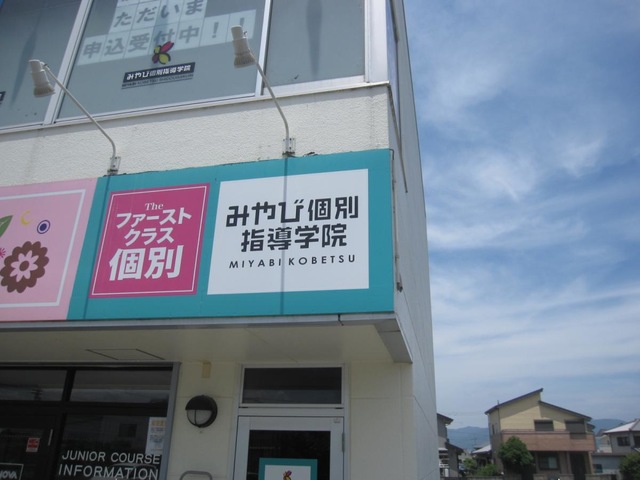 ただいま
申込受付中!!
みやび個別指導学院
The
ファースト
クラス
個別
みやび個別
指導学院
MIYABI KOBETSU
JUNIOR COURSE
INFORMATION